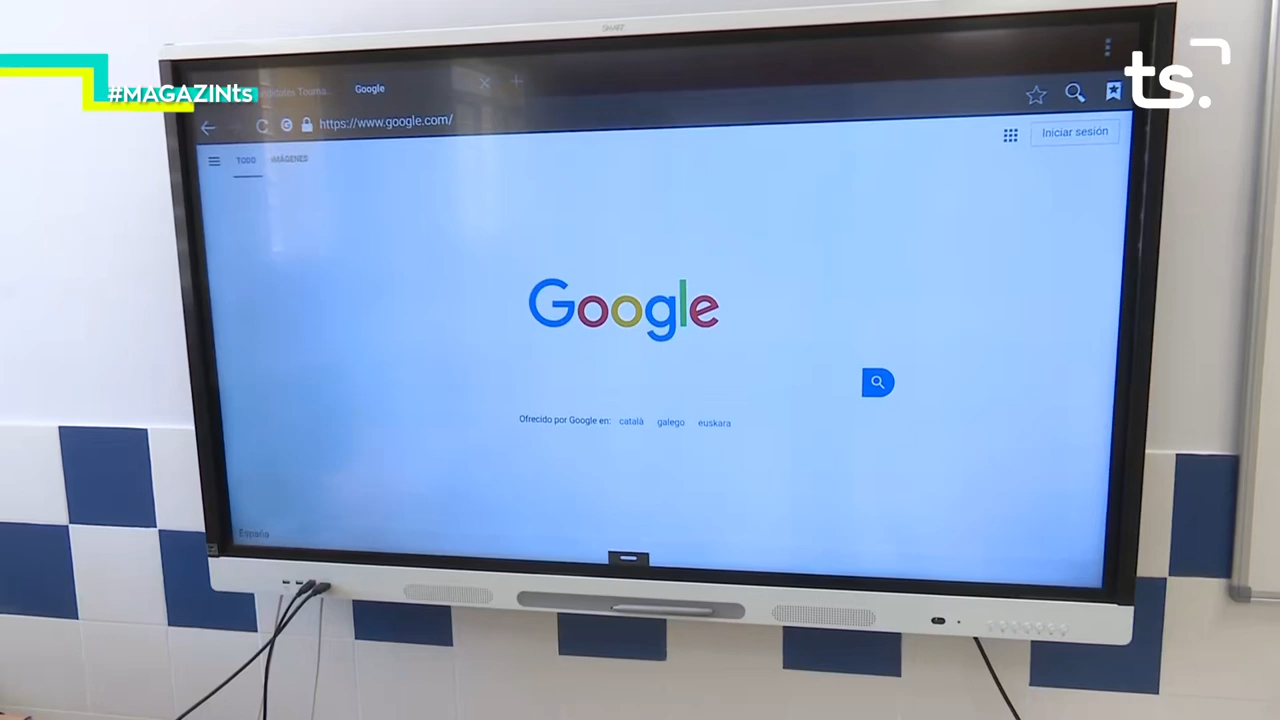 SMART
#MAGAZINts
ts.
Google
https://www.google.com/
TODO IMÁGENES
Iniciar sesión
Google
Ofrecido por Google en: català galego euskara
España